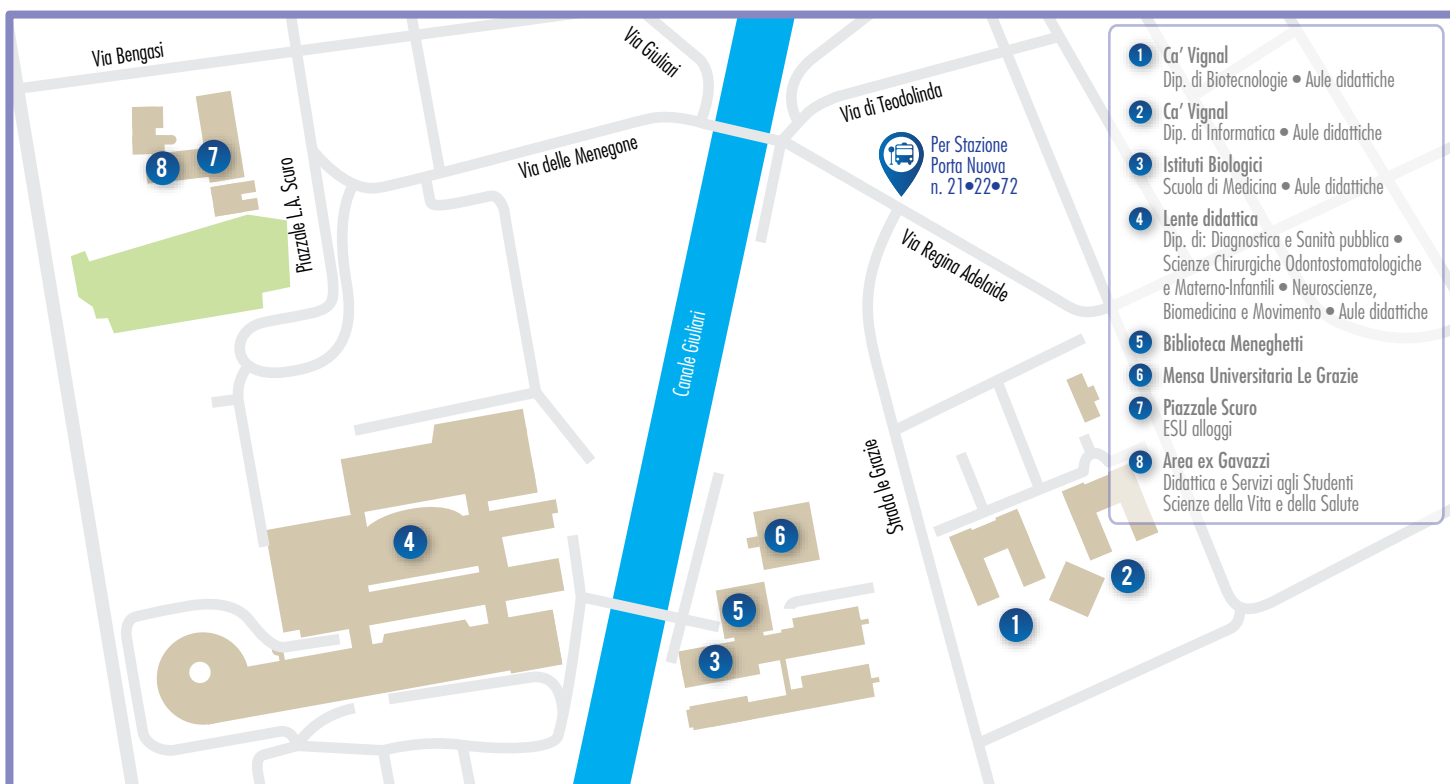 Via Bengasi
Via Giuliari
Via di Teodolinda
Via delle Menegone
Per Stazione
Porta Nuova
n. 21•22•72
Piazzale L.A. Scuro
Via Regina Adelaide
Canale Giuliari
Strada le Grazie
8
7
4
6
5
3
2
1
1 Ca' Vignal
Dip. di Biotecnologie • Aule didattiche
2 Ca' Vignal
Dip. di Informatica • Aule didattiche
3 Istituti Biologici
Scuola di Medicina • Aule didattiche
4 Lente didattica
Dip. di: Diagnostica e Sanità pubblica •
Scienze Chirurgiche Odontostomatologiche
e Materno-Infantili • Neuroscienze,
Biomedicina e Movimento • Aule didattiche
5 Biblioteca Meneghetti
6 Mensa Universitaria Le Grazie
7 Piazzale Scuro
ESU alloggi
8 Area ex Gavazzi
Didattica e Servizi agli Studenti
Scienze della Vita e della Salute